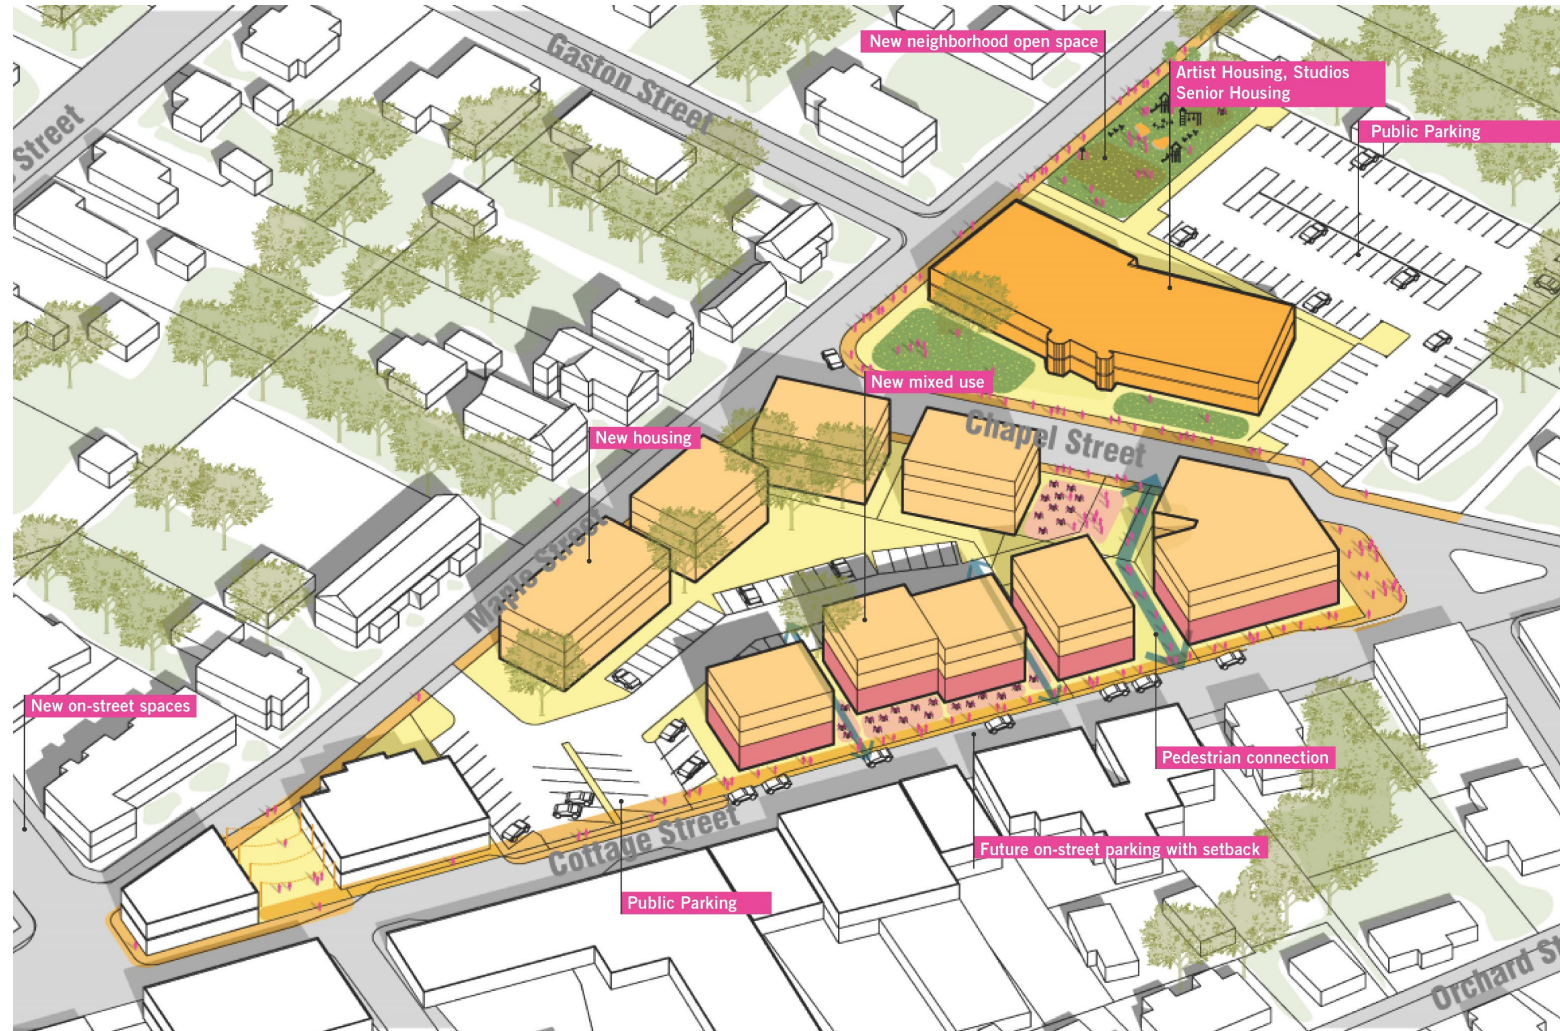 Gaston Street
New neighborhood open space
Artist Housing, Studios
Senior Housing
Public Parking
Street
New mixed use
Chapel Street
New housing
Maple Street
New on-street spaces
Pedestrian connection
Cottage Street
Future on-street parking with setback
Public Parking
Orchard St